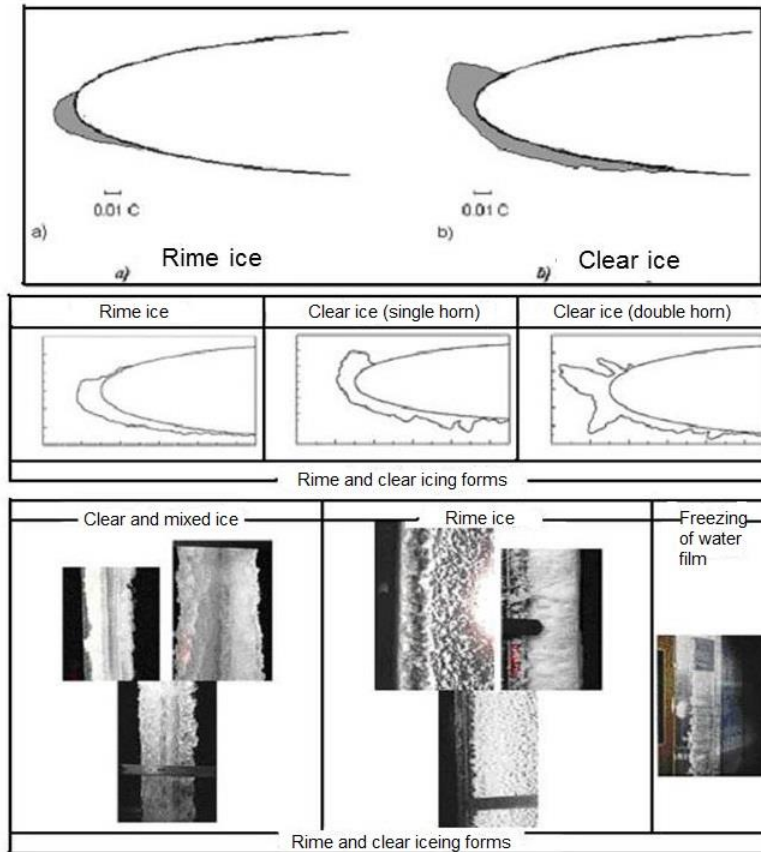 0.01 C
0.01 C
a)
b)
a)
Rime ice
b)
Clear ice
Rime ice
Clear ice (single horn)
Clear ice (double horn)
Rime and clear icing forms
Clear and mixed ice
Rime ice
Freezing
of water
film
Rime and clear iceing forms